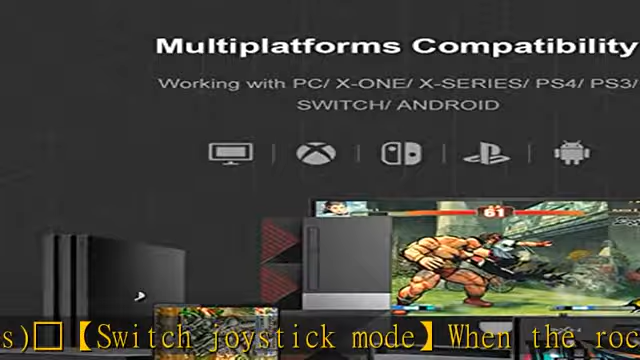 Multiplatforms Compatibility
Working with PC/ X-ONE/ X-SERIES/ PS4/ PS3/
SWITCH/ ANDROID
61
s)□【Switch joystick mode】When the roc